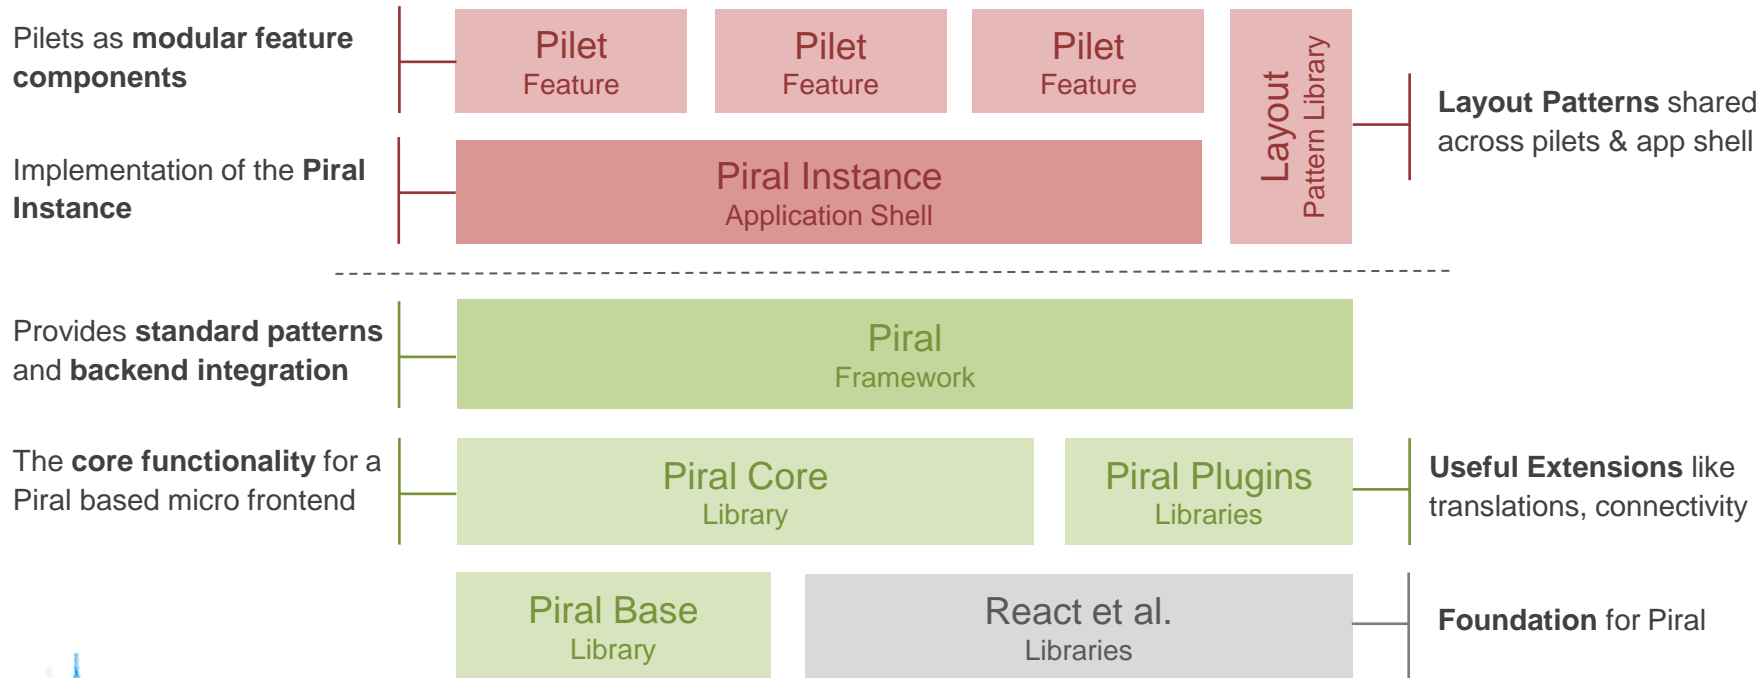 Pilets as modular feature
components
Pilet
Feature
Pilet
Feature
Pilet
Feature
Layout
Pattern Library
Layout Patterns shared
across pilets & app shell
Implementation of the Piral
Instance
Piral Instance
Application Shell
Provides standard patterns
and backend integration
Piral
Framework
The core functionality for a
Piral based micro frontend
Piral Core
Library
Piral Plugins
Libraries
Useful Extensions like
translations, connectivity
Piral Base
Library
React et al.
Libraries
Foundation for Piral